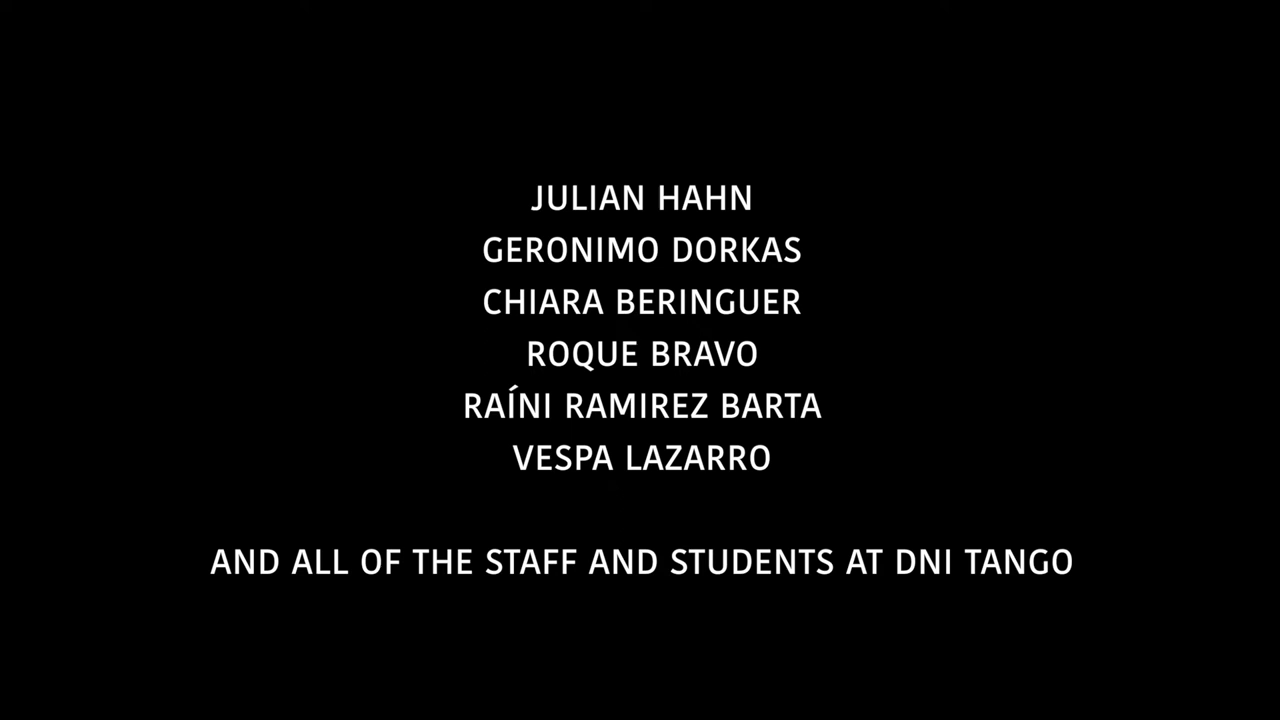 JULIAN HAHN
GERONIMO DORKAS
CHIARA BERINGUER
ROQUE BRAVO
RAÍNI RAMIREZ BARTA
VESPA LAZARRO
AND ALL OF THE STAFF AND STUDENTS AT DNI TANGO